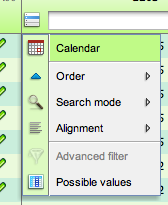 Calendar
Order
Search mode
Alignment
Advanced filter
Possible values